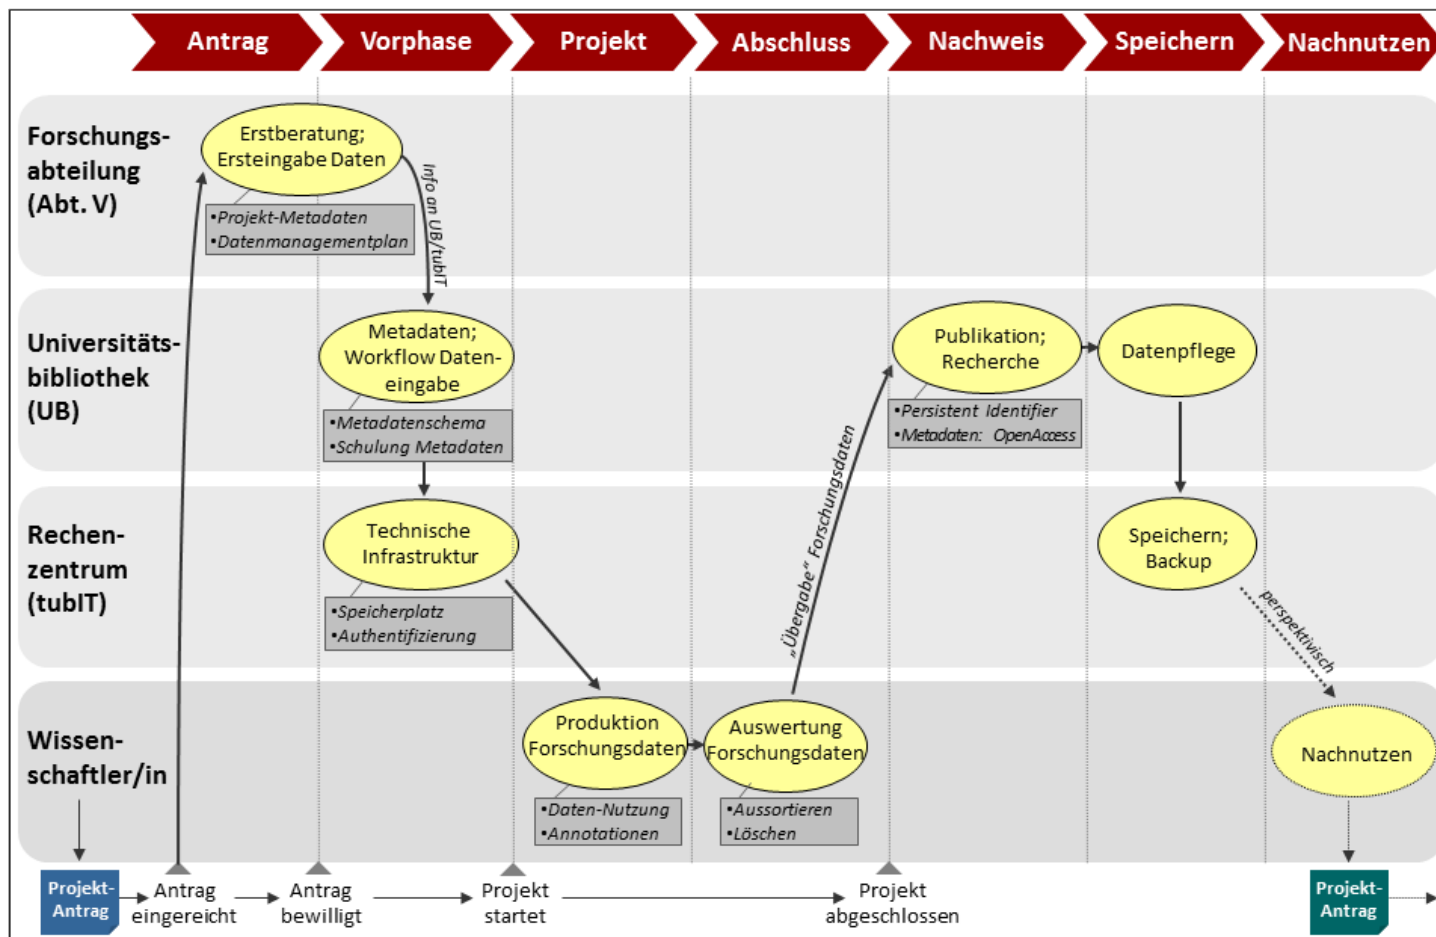 Antrag
Vorphase
Projekt
Abschluss
Nachweis
Speichern
Nachnutzen
Forschungs-
abteilung
(Abt. V)
Erstberatung;
Ersteingabe Daten
•Projekt-Metadaten
•Datenmanagementplan
Info an UB/tubIT
Universitäts-
bibliothek
(UB)
Metadaten;
Workflow Daten-
eingabe
•Metadatenschema
•Schulung Metadaten
Publikation;
Recherche
•Persistent Identifier
•Metadaten: OpenAccess
Datenpflege
„Übergabe“ Forschungsdaten
Rechen-
zentrum
(tubIT)
Technische
Infrastruktur
•Speicherplatz
•Authentifizierung
Speichern;
Backup
perspektivisch
Wissen-
schaftler/in
Produktion
Forschungsdaten
•Daten-Nutzung
•Annotationen
Auswertung
Forschungsdaten
•Aussortieren
•Löschen
Nachnutzen
Projekt-
Antrag
Antrag
eingereicht
Antrag
bewilligt
Projekt
startet
Projekt
abgeschlossen
Projekt-
Antrag